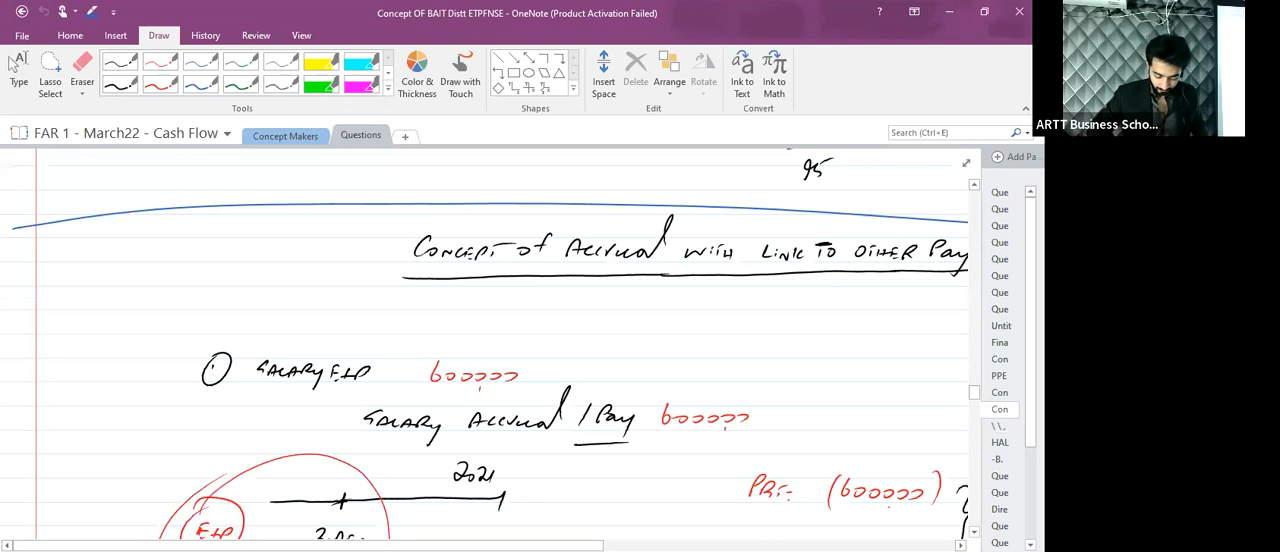 Concept OF BAIT Distt ETPFNSE - OneNote (Product Activation Failed)
File Home Insert Draw History Review View
Type
Lasso Select
Eraser
Color & Thickness
Draw with Touch
Insert Space
Delete
Arrange
Rotate
Ink to Text
Ink to Math
Tools
Shapes
Edit
Convert
FAR 1 - March22 - Cash Flow
Concept Makers
Questions
Search (Ctrl+E)
ARTT Business Scho...
Add Pa
95
CONCEPT OF ACCRUAL WITH LINK TO OTHER Pay
① SALARY EXP 600000
SALARY ACCRUAL / Pay 600000
2021
PBT (600000)
EXP
Que
Que
Que
Que
Que
Que
Que
Que
Untit
Fina
Con
PPE
Con
Con
\\,
HAL
-B.
Que
Que
Dire
Que
Que